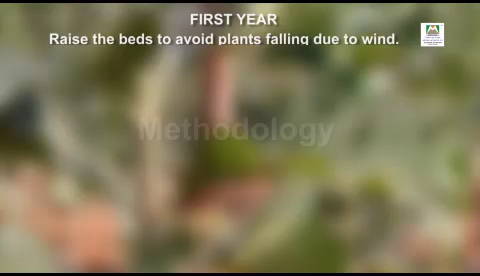 FIRST YEAR
Raise the beds to avoid plants falling due to wind.
Methodology